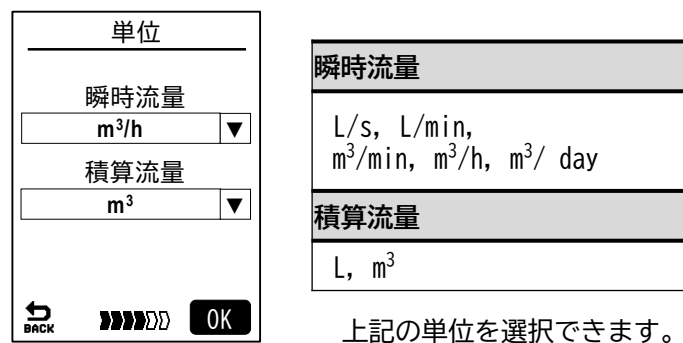 単位
瞬時流量
m³/h ▼
積算流量
m³ ▼
BACK
OK
瞬時流量
L/s, L/min,
m³/min, m³/h, m³/ day
積算流量
L, m³
上記の単位を選択できます。